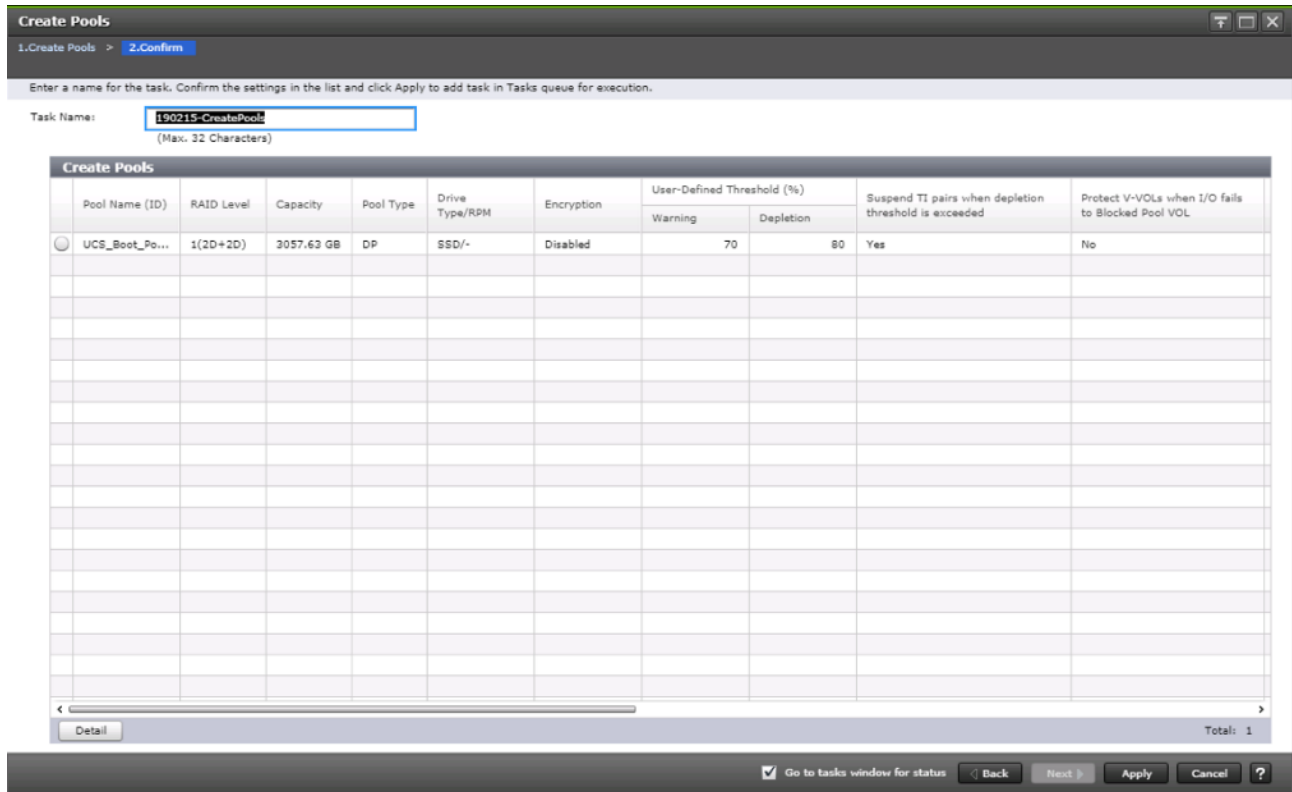 Create Pools
1.Create Pools > 2.Confirm
Enter a name for the task. Confirm the settings in the list and click Apply to add task in Tasks queue for execution.
Task Name: 190215-CreatePools
(Max. 32 Characters)
Create Pools
Pool Name (ID) RAID Level Capacity Pool Type Drive Type/RPM Encryption User-Defined Threshold (%) Warning Depletion Suspend TI pairs when depletion threshold is exceeded Protect V-VOLs when I/O fails to Blocked Pool VOL
UCS_Boot_Po... 1(2D+2D) 3057.63 GB DP SSD/- Disabled 70 80 Yes No
Detail Total: 1
Go to tasks window for status Back Next Apply Cancel ?